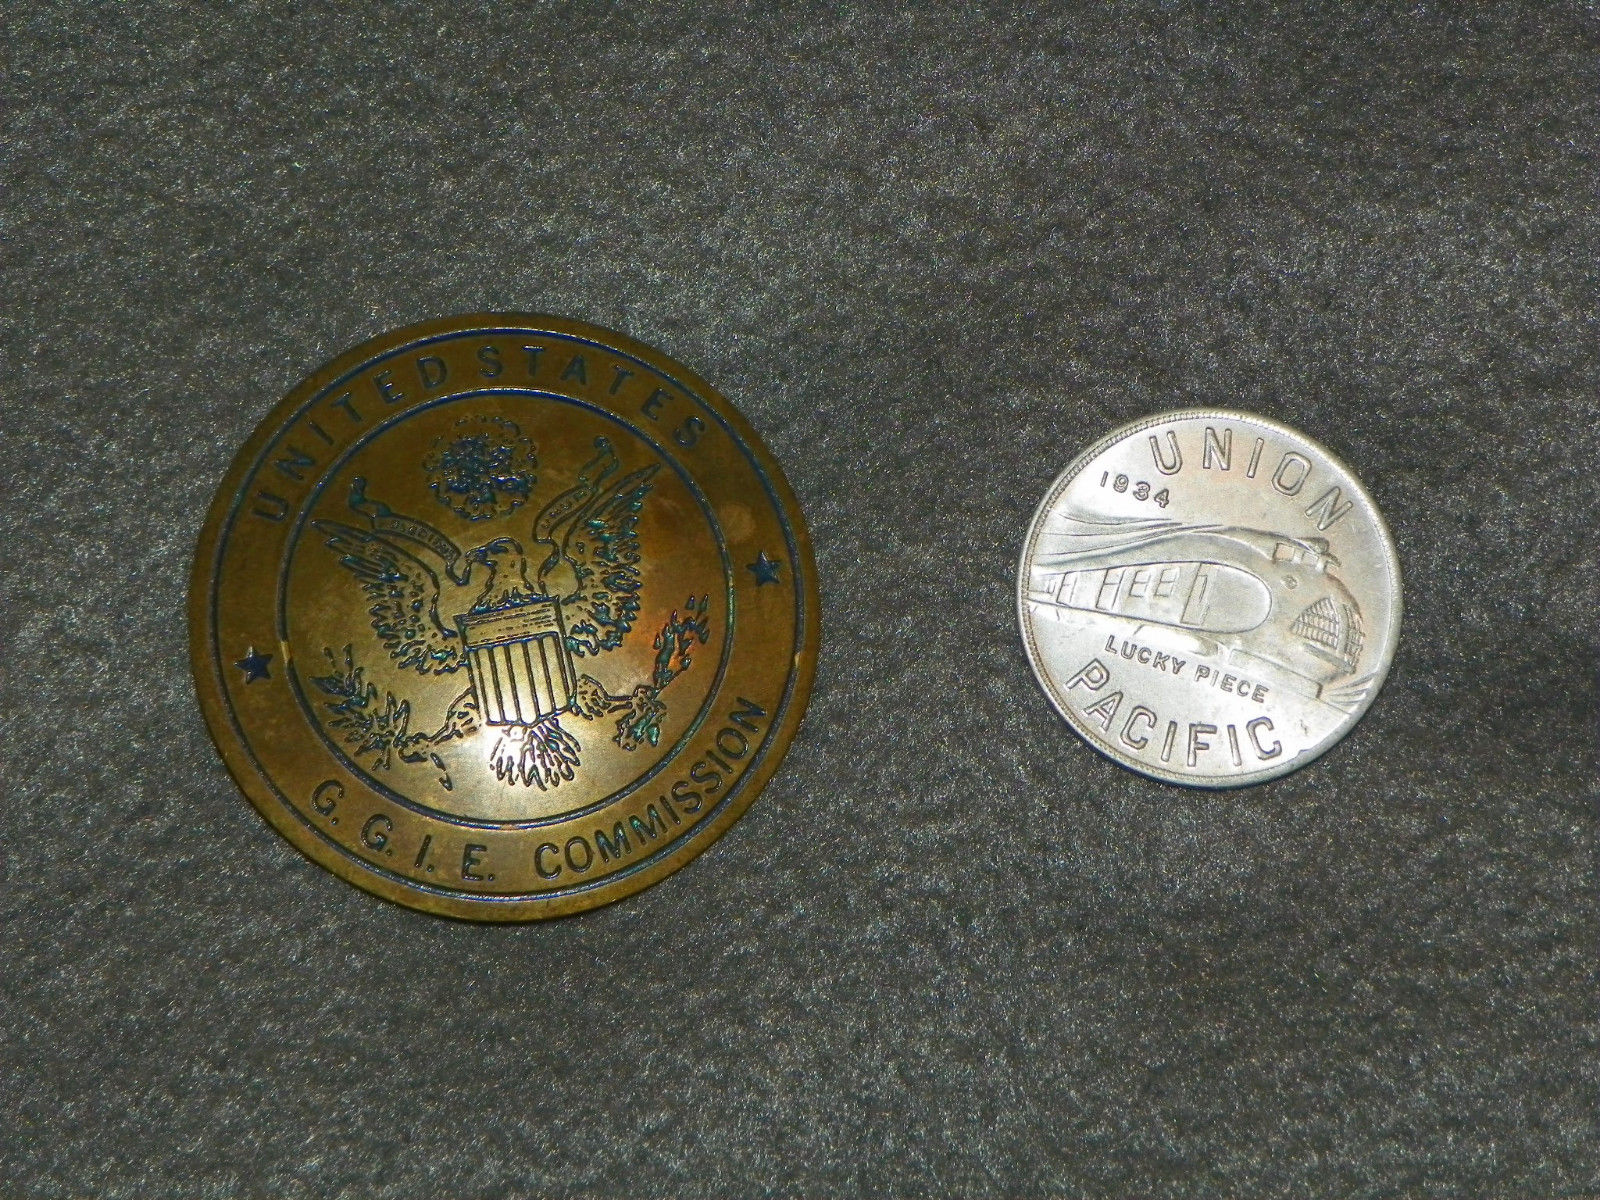 UNITED STATES
G. G. I. E. COMMISSION
UNION
1934
LUCKY PIECE
PACIFIC